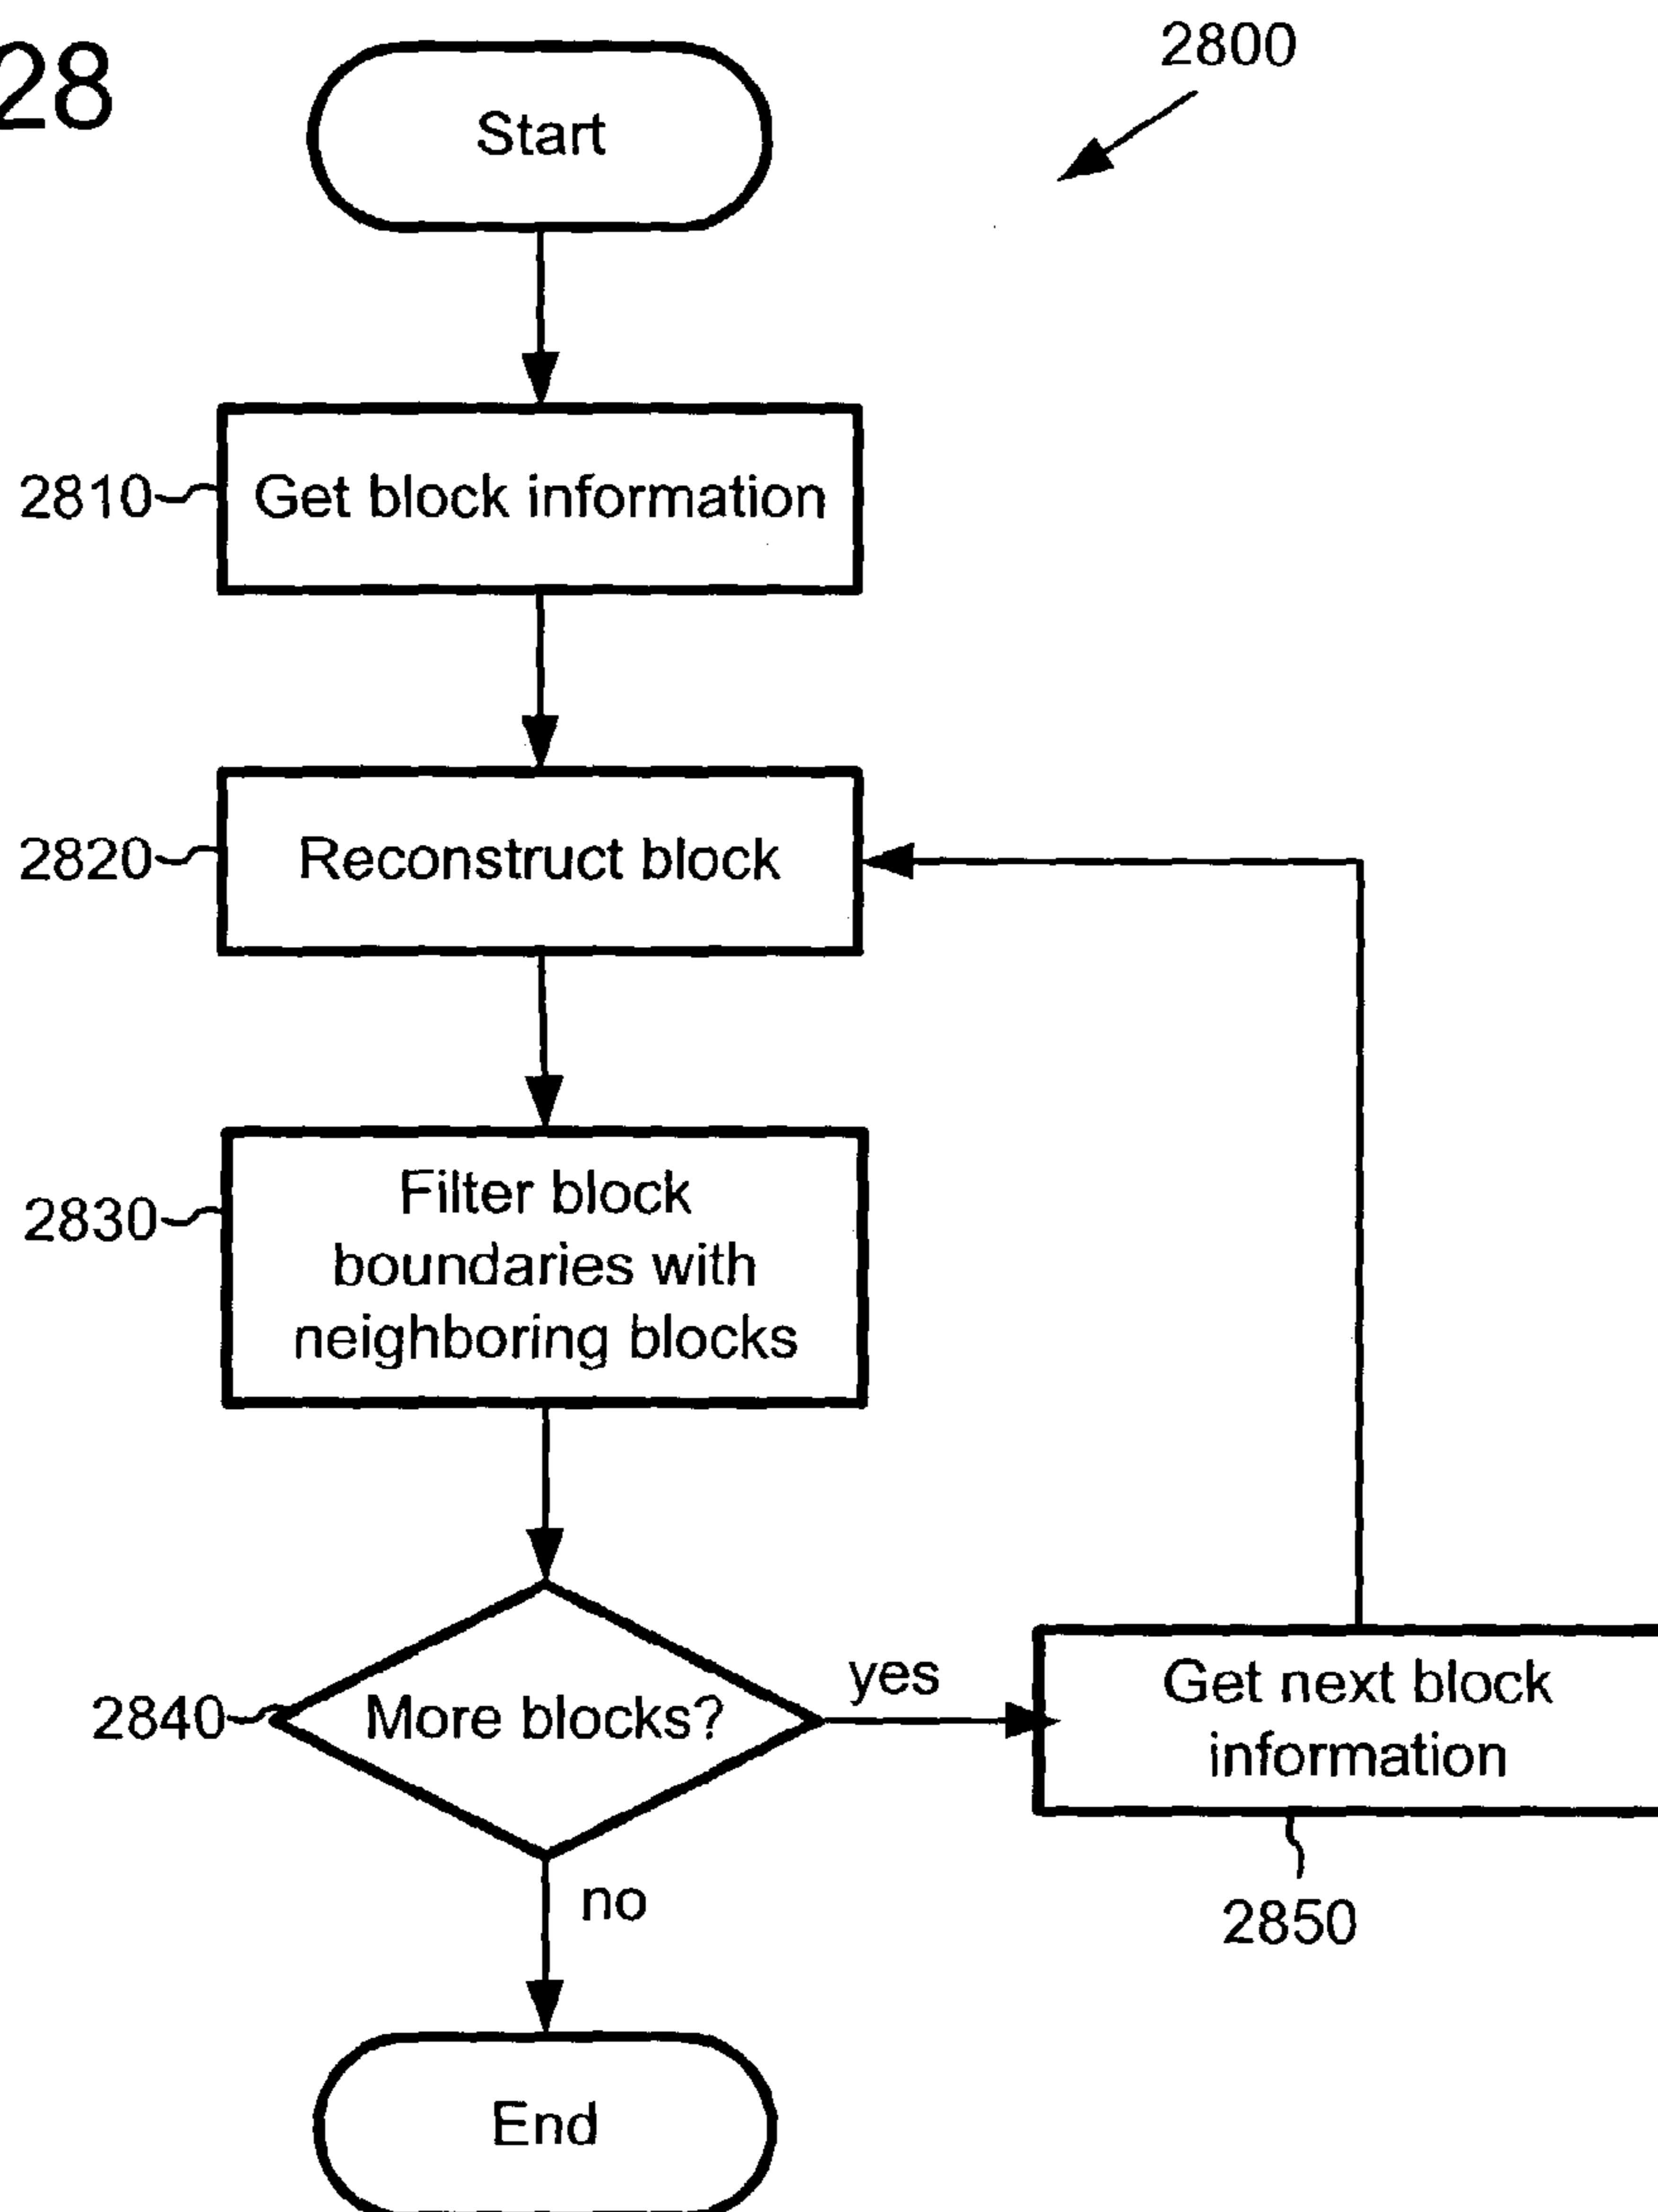 28
2800
Start
2810
Get block information
2820
Reconstruct block
2830
Filter block
boundaries with
neighboring blocks
2840
More blocks?
yes
Get next block
information
2850
no
End